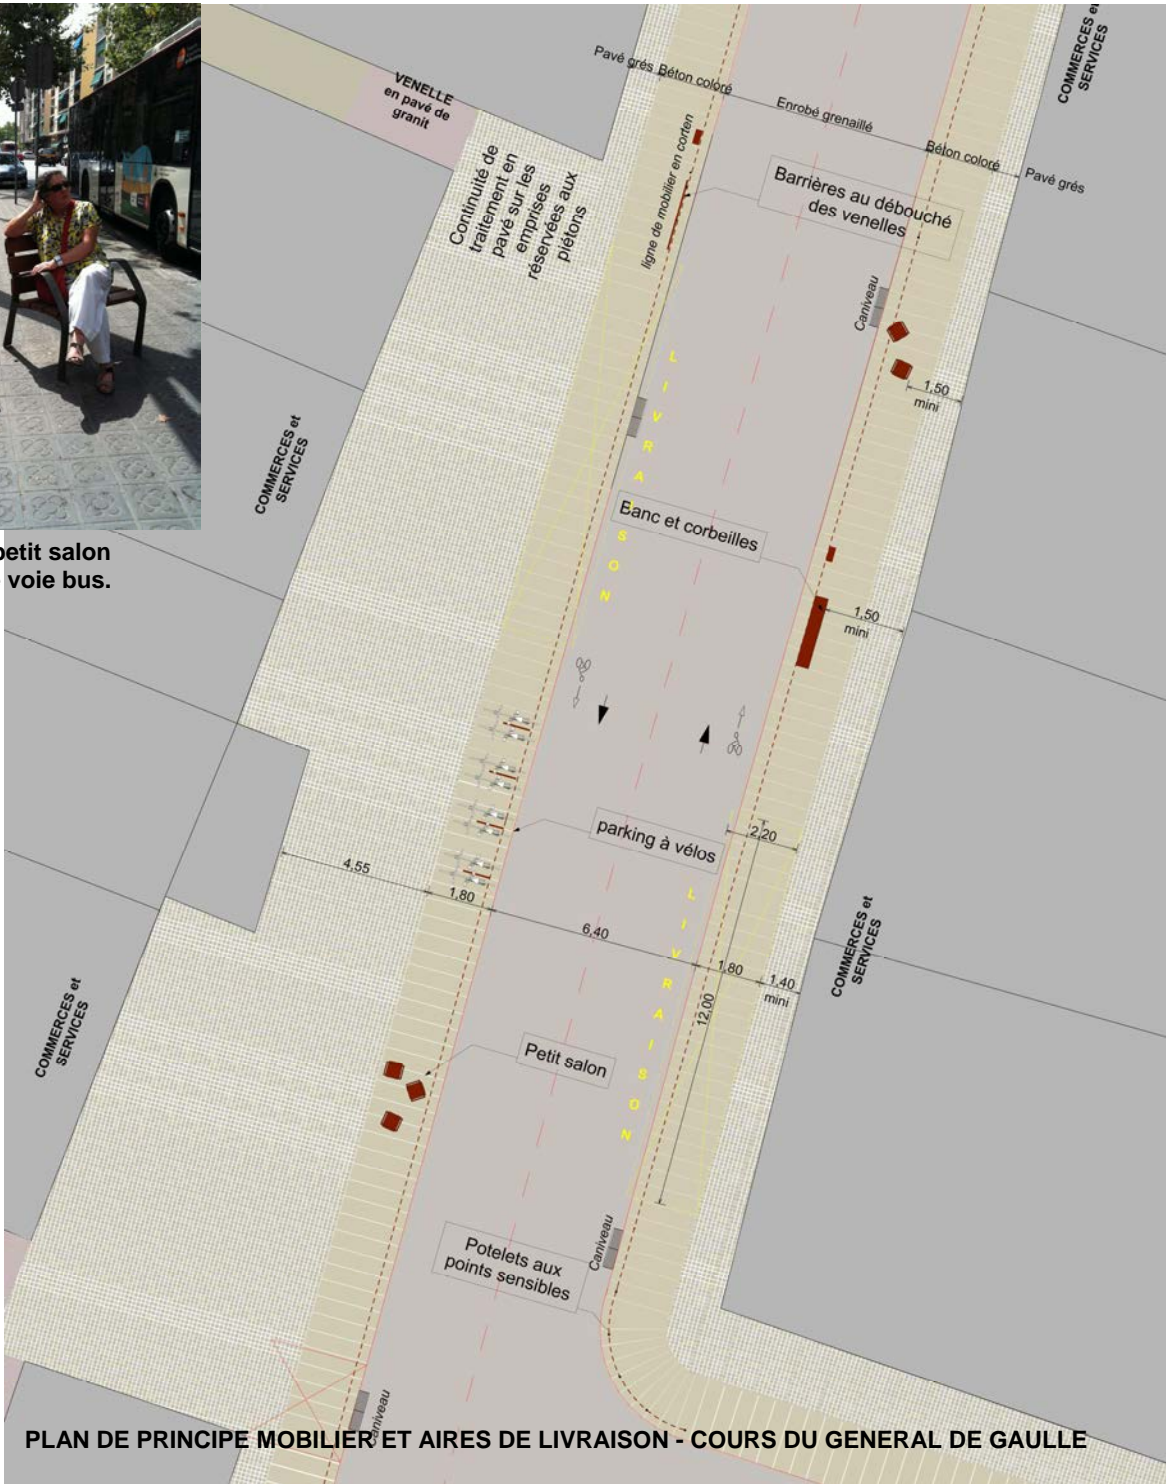 COMMERCES et
SERVICES
Pavé grés
Béton coloré
Enrobé grenaillé
Béton coloré
Pavé grés
VENELLE
en pavé de
granit
Continuité de
traitement en
pavé sur les
emprises
réservées aux
piétons
ligne de mobilier en corten
Barrières au débouché
des venelles
Caniveau
1,50
mini
LIVRAISON
COMMERCES et
SERVICES
Banc et corbeilles
petit salon
voie bus.
1,50
mini
parking à vélos
2,20
4,55
1,80
6,40
1,80
1,40
mini
12,00
LIVRAISON
COMMERCES et
SERVICES
COMMERCES et
SERVICES
Petit salon
Potelets aux
points sensibles
Caniveau
Caniveau
PLAN DE PRINCIPE MOBILIER ET AIRES DE LIVRAISON - COURS DU GENERAL DE GAULLE